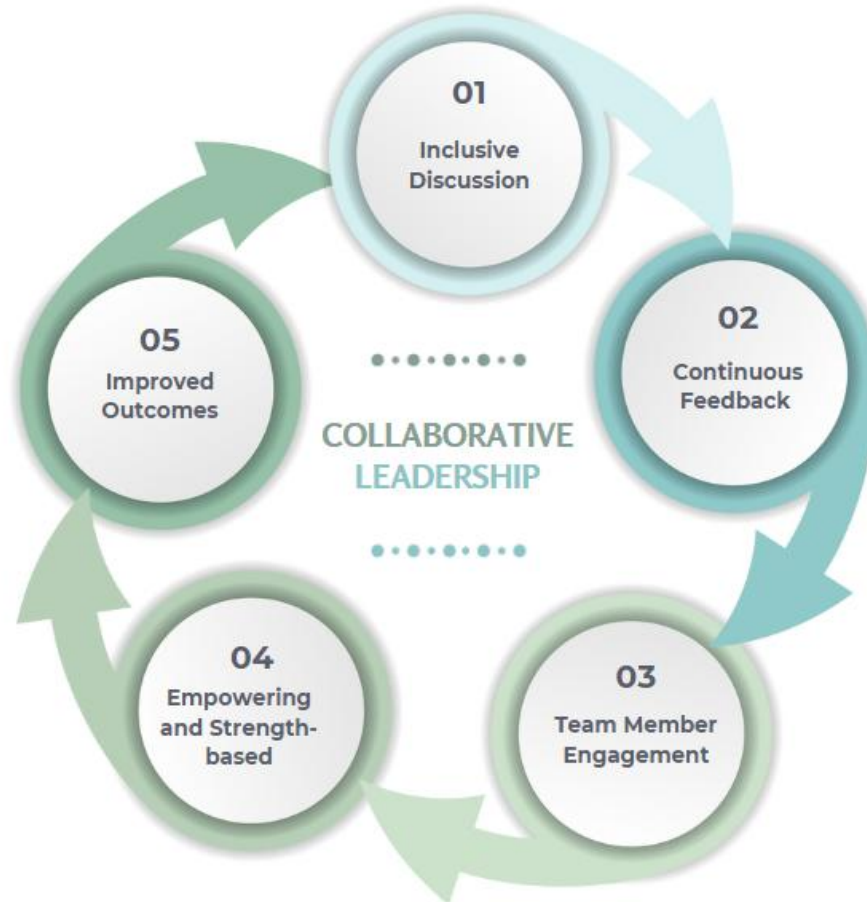 01
Inclusive
Discussion
02
Continuous
Feedback
03
Team Member
Engagement
04
Empowering
and Strength-
based
05
Improved
Outcomes
COLLABORATIVE
LEADERSHIP